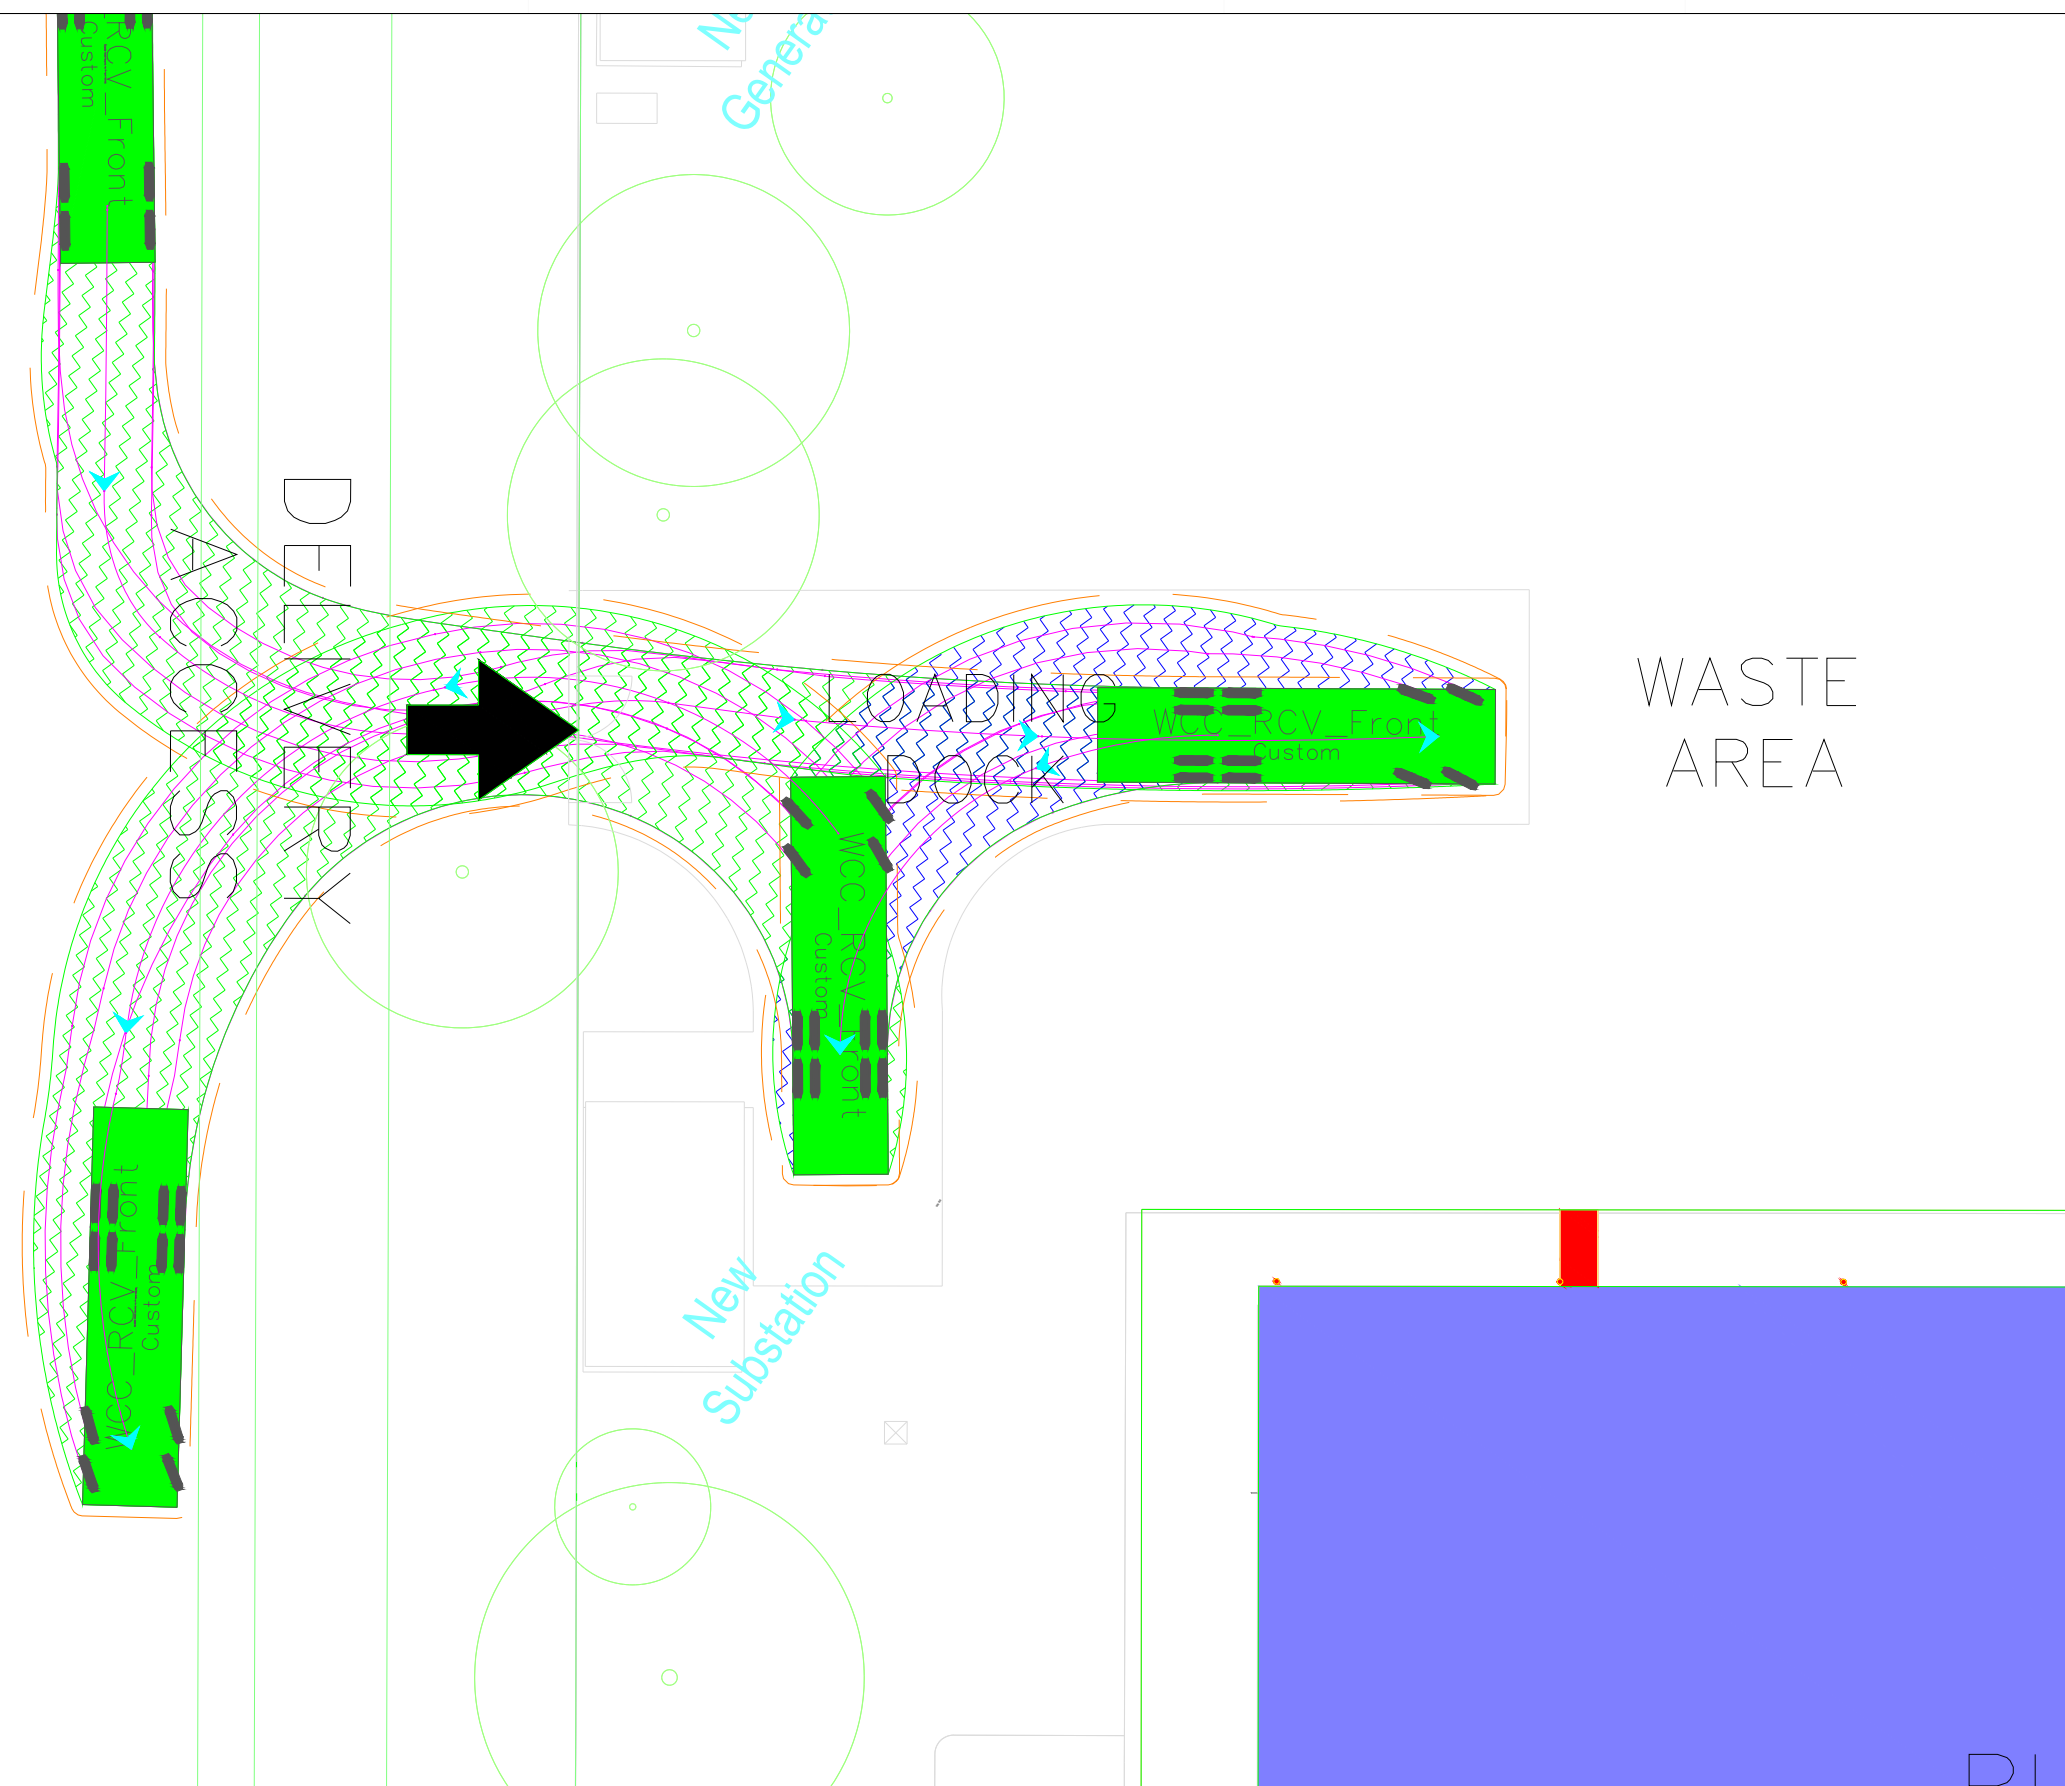 RCV_Front
Custom
Genera
DELIVERY
ACCESS
LOADING
DOCK
WCC_RCV_Front
Custom
WASTE
AREA
WCC_RCV_Front
Custom
WCC_RCV_Front
Custom
New
Substation